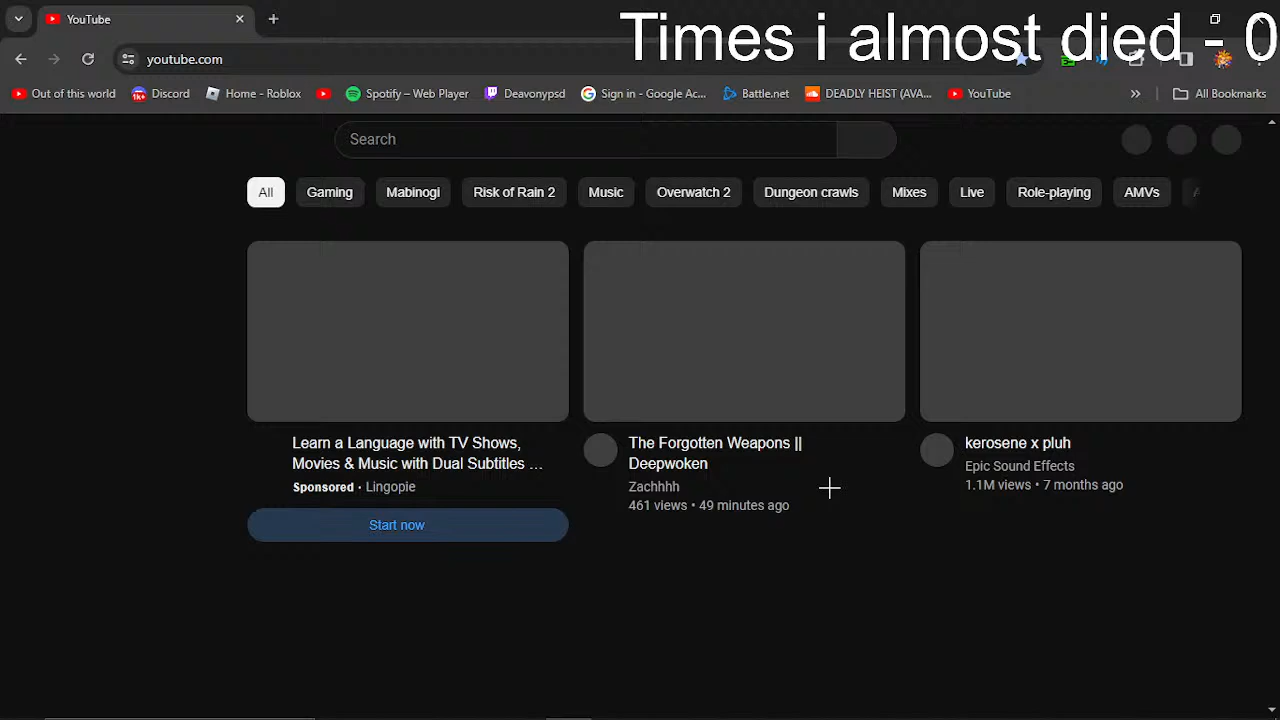 YouTube
Times i almost died - 0
youtube.com
Out of this world
Discord
Home - Roblox
Spotify – Web Player
Deavonypsd
Sign in - Google Ac...
Battle.net
DEADLY HEIST (AVA...
YouTube
All Bookmarks
Search
All
Gaming
Mabinogi
Risk of Rain 2
Music
Overwatch 2
Dungeon crawls
Mixes
Live
Role-playing
AMVs
Learn a Language with TV Shows,
Movies & Music with Dual Subtitles ...
Sponsored · Lingopie
Start now
The Forgotten Weapons ||
Deepwoken
Zachhhh
461 views • 49 minutes ago
kerosene x pluh
Epic Sound Effects
1.1M views • 7 months ago